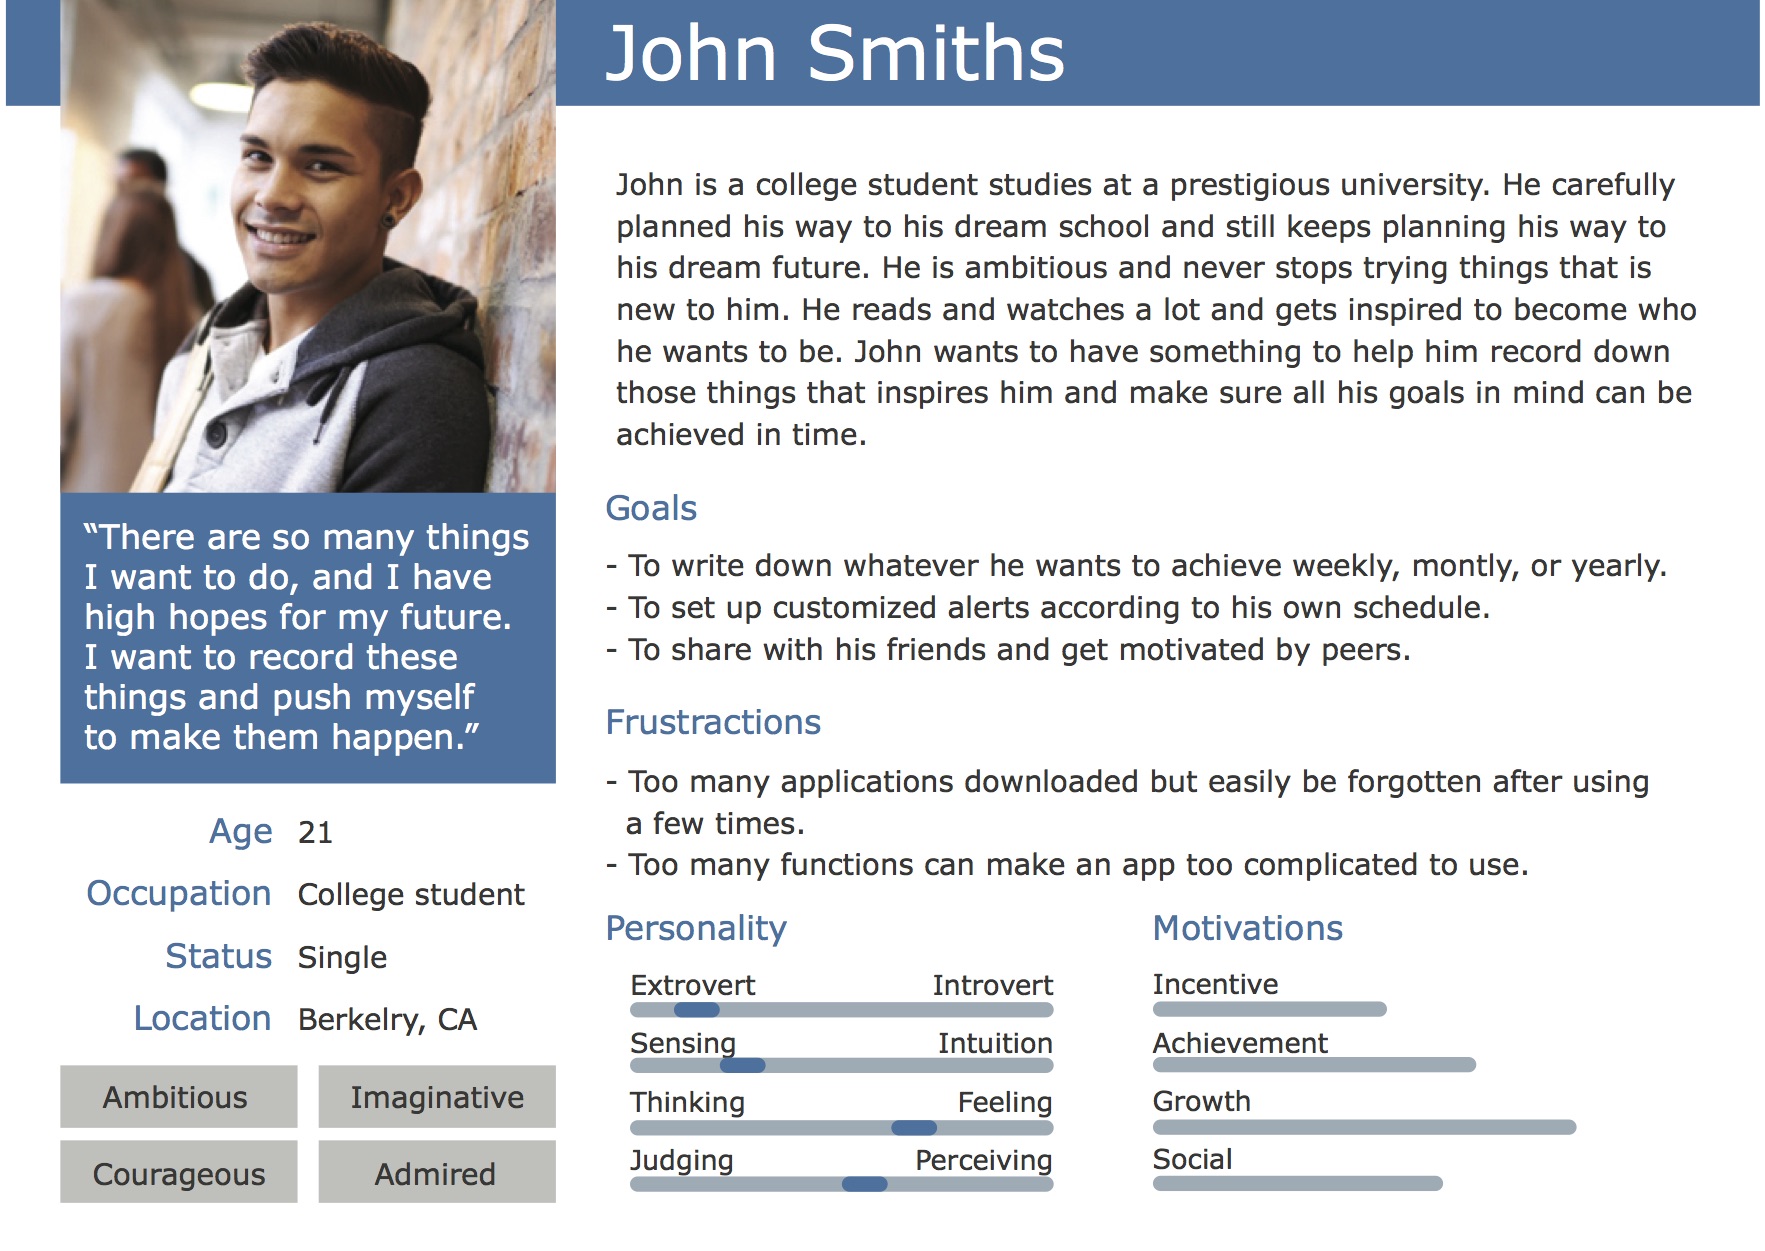 John Smiths
John is a college student studies at a prestigious university. He carefully
planned his way to his dream school and still keeps planning his way to
his dream future. He is ambitious and never stops trying things that is
new to him. He reads and watches a lot and gets inspired to become who
he wants to be. John wants to have something to help him record down
those things that inspires him and make sure all his goals in mind can be
achieved in time.
“There are so many things
I want to do, and I have
high hopes for my future.
I want to record these
things and push myself
to make them happen.”
Age 21
Occupation College student
Status Single
Location Berkelry, CA
Ambitious Imaginative
Courageous Admired
Goals
- To write down whatever he wants to achieve weekly, montly, or yearly.
- To set up customized alerts according to his own schedule.
- To share with his friends and get motivated by peers.
Frustractions
- Too many applications downloaded but easily be forgotten after using
a few times.
- Too many functions can make an app too complicated to use.
Personality
Extrovert Introvert
Sensing Intuition
Thinking Feeling
Judging Perceiving
Motivations
Incentive
Achievement
Growth
Social